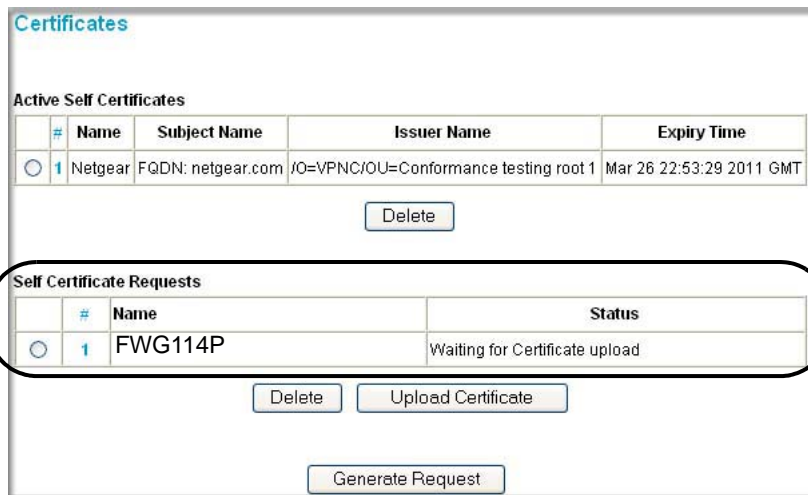 Certificates
Active Self Certificates
# Name Subject Name Issuer Name Expiry Time
1 Netgear FQDN: netgear.com /O=VPNC/OU=Conformance testing root 1 Mar 26 22:53:29 2011 GMT
Delete
Self Certificate Requests
# Name Status
1 FWG114P Waiting for Certificate upload
Delete Upload Certificate
Generate Request